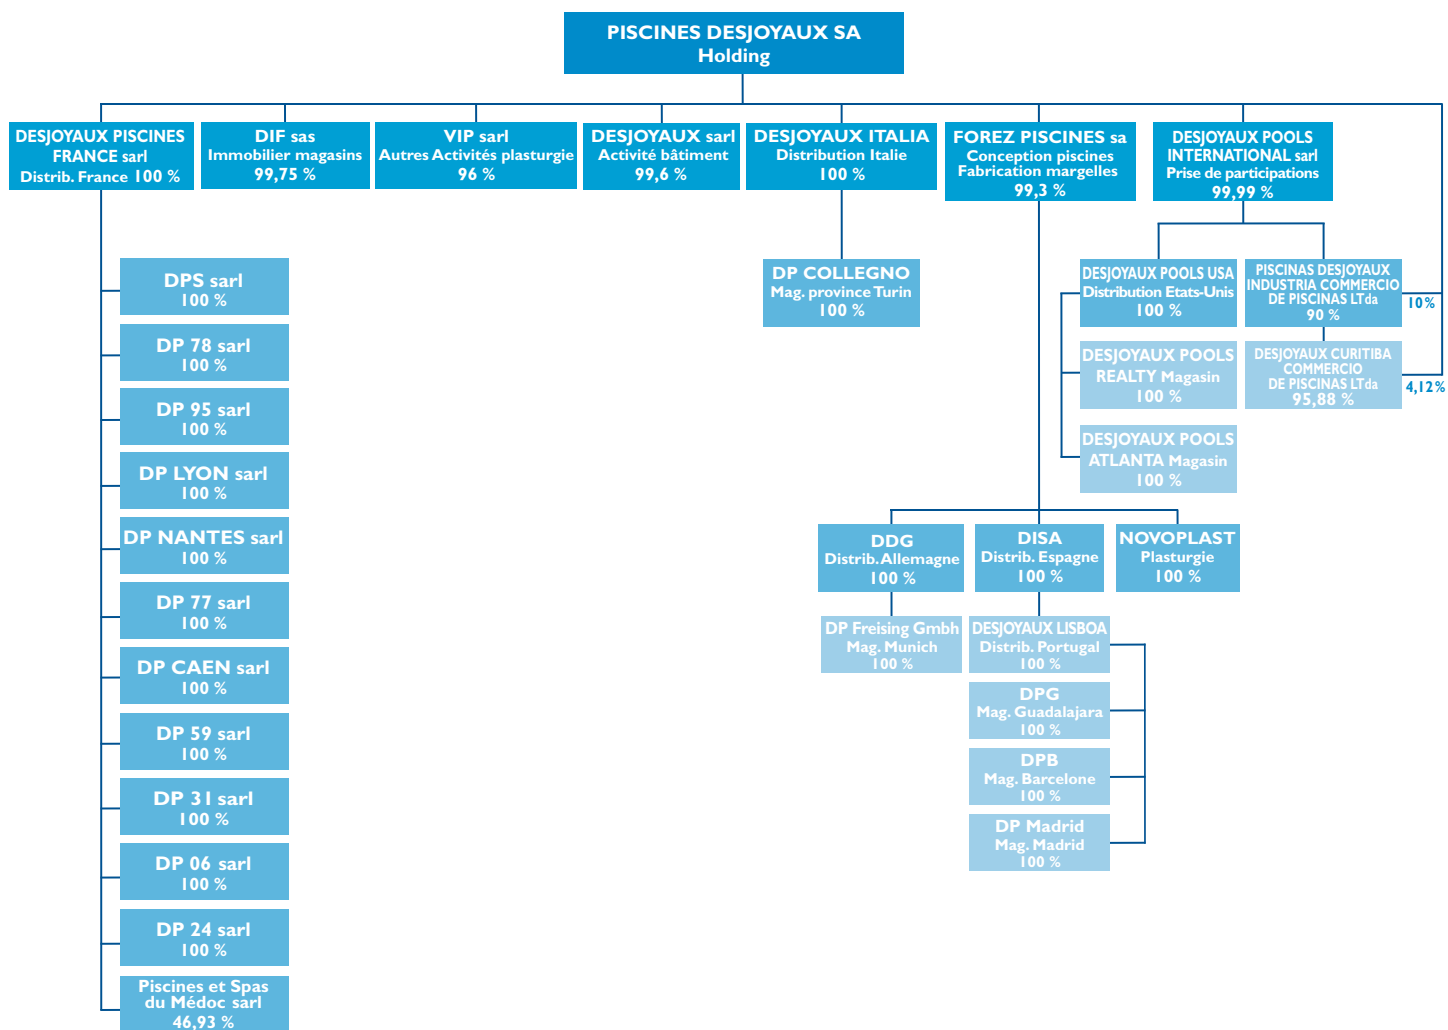 PISCINES DESJOYAUX SA
Holding
DESJOYAUX PISCINES
FRANCE sarl
Distrib. France 100 %
DIF sas
Immobilier magasins
99,75 %
VIP sarl
Autres Activités plasturgie
96 %
DESJOYAUX sarl
Activité bâtiment
99,6 %
DESJOYAUX ITALIA
Distribution Italie
100 %
FOREZ PISCINES sa
Conception piscines
Fabrication margelles
99,3 %
DESJOYAUX POOLS
INTERNATIONAL sarl
Prise de participations
99,99 %
DPS sarl
100 %
DP 78 sarl
100 %
DP 95 sarl
100 %
DP LYON sarl
100 %
DP NANTES sarl
100 %
DP 77 sarl
100 %
DP CAEN sarl
100 %
DP 59 sarl
100 %
DP 31 sarl
100 %
DP 06 sarl
100 %
DP 24 sarl
100 %
Piscines et Spas
du Médoc sarl
46,93 %
DP COLLEGNO
Mag. province Turin
100 %
DESJOYAUX POOLS USA
Distribution Etats-Unis
100 %
DESJOYAUX POOLS
REALTY Magasin
100 %
DESJOYAUX POOLS
ATLANTA Magasin
100 %
PISCINAS DESJOYAUX
INDUSTRIA COMMERCIO
DE PISCINAS LTda
90 %
10%
DESJOYAUX CURITIBA
COMMERCIO
DE PISCINAS LTda
95,88 %
4,12%
DDG
Distrib. Allemagne
100 %
DISA
Distrib. Espagne
100 %
NOVOPLAST
Plasturgie
100 %
DP Freising Gmbh
Mag. Munich
100 %
DESJOYAUX LISBOA
Distrib. Portugal
100 %
DPG
Mag. Guadalajara
100 %
DPB
Mag. Barcelone
100 %
DP Madrid
Mag. Madrid
100 %